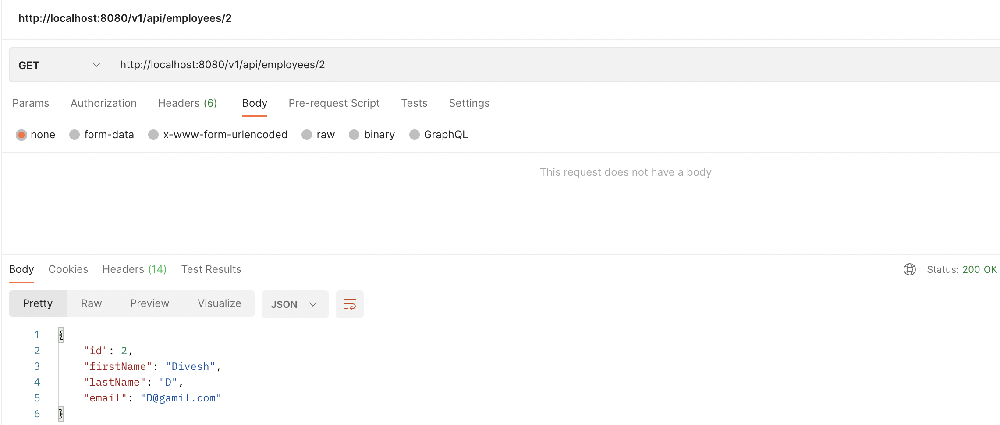 http://localhost:8080/v1/api/employees/2
GET http://localhost:8080/v1/api/employees/2
Params Authorization Headers (6) Body Pre-request Script Tests Settings
none form-data x-www-form-urlencoded raw binary GraphQL
This request does not have a body
Body Cookies Headers (14) Test Results Status: 200 OK
Pretty Raw Preview Visualize JSON
1 {
2 "id": 2,
3 "firstName": "Divesh",
4 "lastName": "D",
5 "email": "D@gamil.com"
6 }